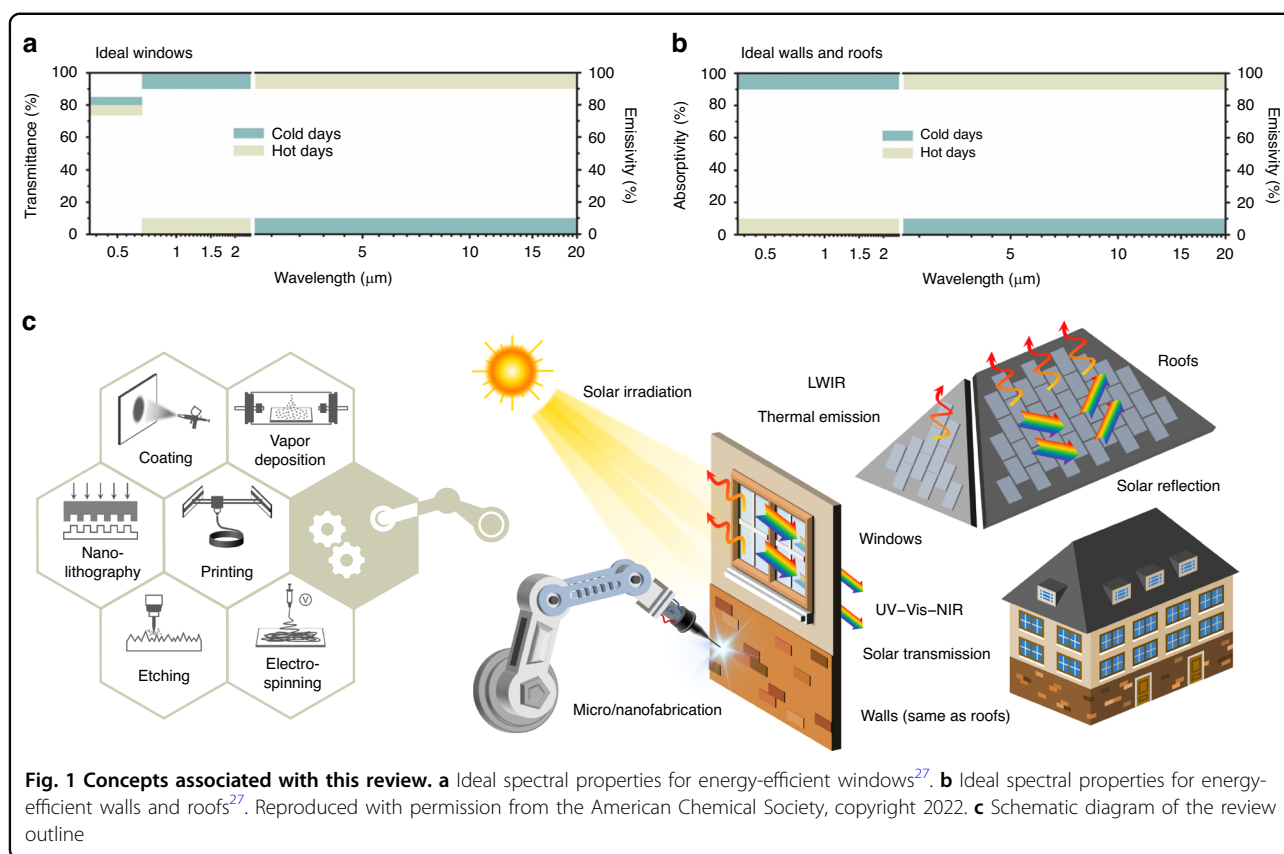 a
Ideal windows
100
80
60
40
20
0
Transmittance (%)
Cold days
Hot days
100
80
60
40
20
0
Emissivity (%)
0.5 1 1.5 2 5 10 15 20
Wavelength (μm)
b
Ideal walls and roofs
100
80
60
40
20
0
Absorptivity (%)
Cold days
Hot days
100
80
60
40
20
0
Emissivity (%)
0.5 1 1.5 2 5 10 15 20
Wavelength (μm)
c
Coating
Vapor
deposition
Nano-
lithography
Printing
Etching
V
Electro-
spinning
Solar irradiation
Micro/nanofabrication
LWIR
Thermal emission
Roofs
Solar reflection
Windows
UV–Vis–NIR
Solar transmission
Walls (same as roofs)
Fig. 1 Concepts associated with this review. a Ideal spectral properties for energy-efficient windows27. b Ideal spectral properties for energy-
efficient walls and roofs27. Reproduced with permission from the American Chemical Society, copyright 2022. c Schematic diagram of the review
outline